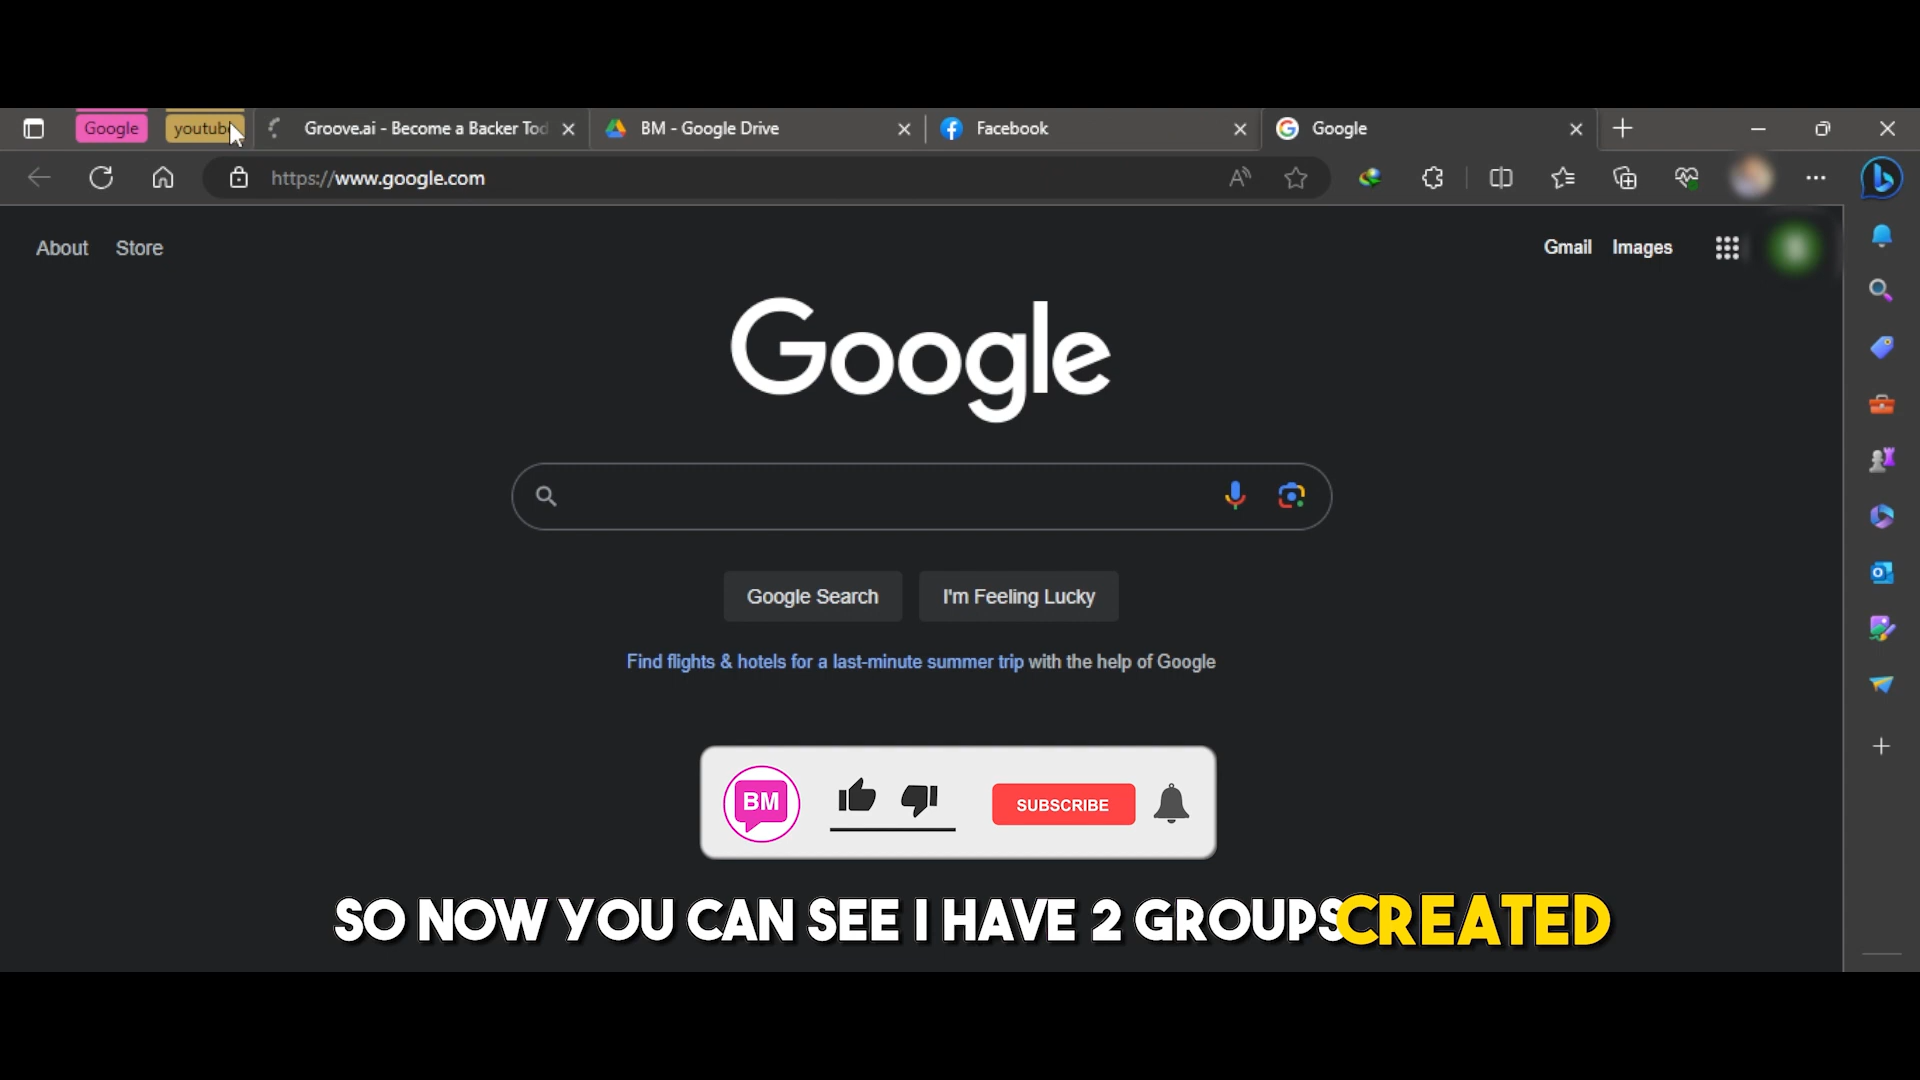 Google youtube Groove.ai - Become a Backer Tod BM - Google Drive Facebook Google
https://www.google.com
About Store Gmail Images
Google
Google Search I'm Feeling Lucky
Find flights & hotels for a last-minute summer trip with the help of Google
BM SUBSCRIBE
SO NOW YOU CAN SEE I HAVE 2 GROUPS CREATED